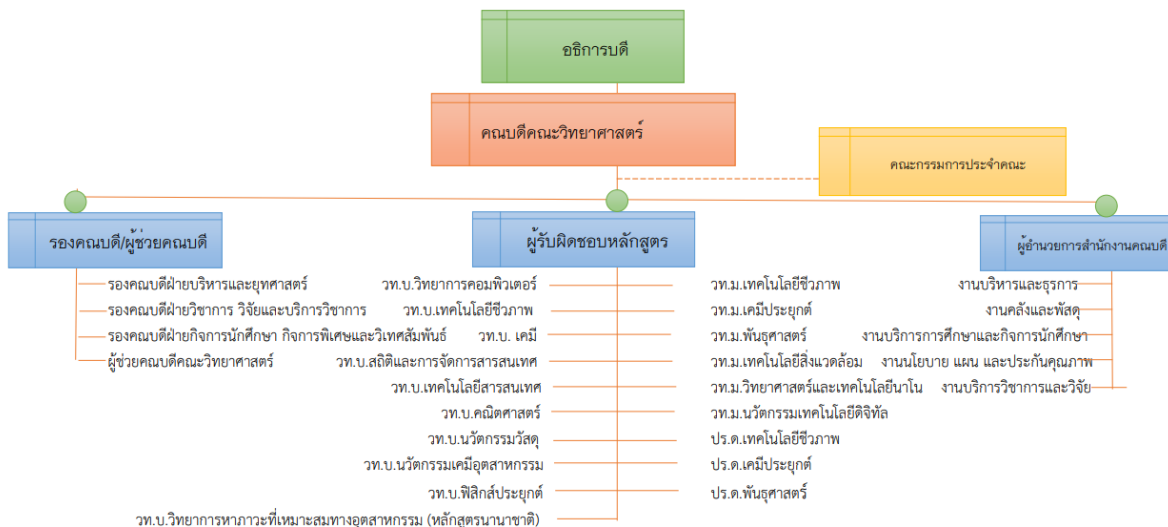 อธิการบดี
คณบดีคณะวิทยาศาสตร์
คณะกรรมการประจำคณะ
รองคณบดี/ผู้ช่วยคณบดี
รองคณบดีฝ่ายบริหารและยุทศาสตร์
รองคณบดีฝ่ายวิชาการ วิจัยและบริการวิชาการ
รองคณบดีฝ่ายกิจการนักศึกษา กิจการพิเศษและวิเทศสัมพันธ์
ผู้ช่วยคณบดีคณะวิทยาศาสตร์
ผู้รับผิดชอบหลักสูตร
วท.บ.วิทยาการคอมพิวเตอร์
วท.บ.เทคโนโลยีชีวภาพ
วท.บ. เคมี
วท.บ.สถิติและการจัดการสารสนเทศ
วท.บ.เทคโนโลยีสารสนเทศ
วท.บ.คณิตศาสตร์
วท.บ.นวัตกรรมวัสดุ
วท.บ.นวัตกรรมเคมีอุตสาหกรรม
วท.บ.ฟิสิกส์ประยุกต์
วท.บ.วิทยาการหาภาวะที่เหมาะสมทางอุตสาหกรรม (หลักสูตรนานาชาติ)
วท.ม.เทคโนโลยีชีวภาพ
วท.ม.เคมีประยุกต์
วท.ม.พันธุศาสตร์
วท.ม.เทคโนโลยีสิ่งแวดล้อม
วท.ม.วิทยาศาสตร์และเทคโนโลยีนาโน
วท.ม.นวัตกรรมเทคโนโลยีดิจิทัล
ปร.ด.เทคโนโลยีชีวภาพ
ปร.ด.เคมีประยุกต์
ปร.ด.พันธุศาสตร์
ผู้อำนวยการสำนักงานคณบดี
งานบริหารและธุรการ
งานคลังและพัสดุ
งานบริการการศึกษาและกิจการนักศึกษา
งานนโยบาย แผน และประกันคุณภาพ
งานบริการวิชาการและวิจัย